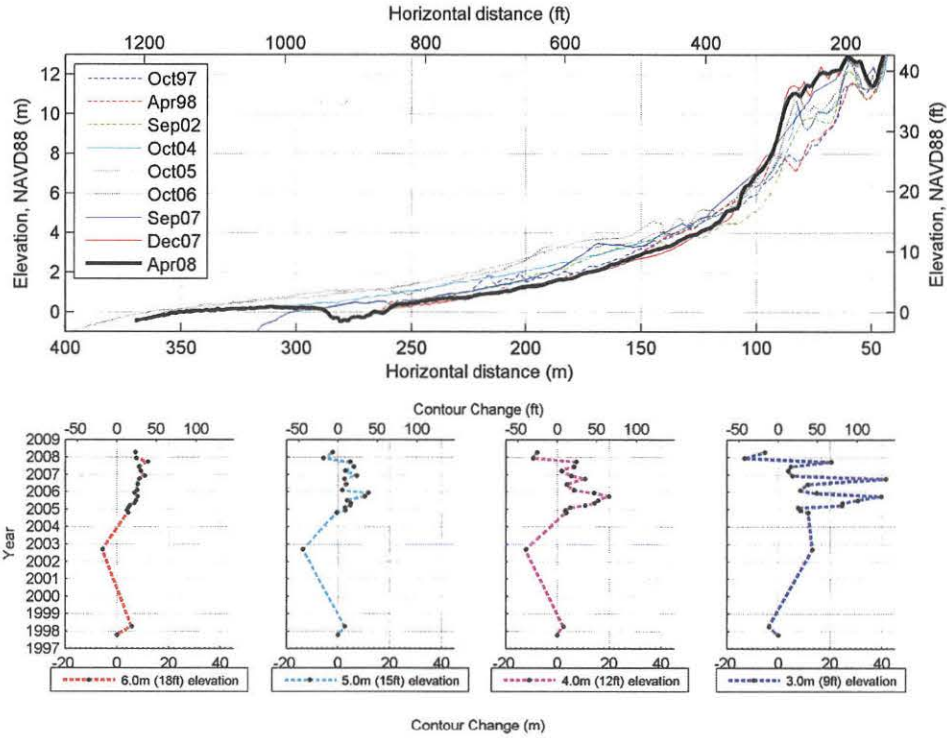 Horizontal distance (ft)
1200 1000 800 600 400 200
12 40
10
30
8
20
6
4
10
2
0 0
Elevation, NAVD88 (m)
Elevation, NAVD88 (ft)
Oct97
Apr98
Sep02
Oct04
Oct05
Oct06
Sep07
Dec07
Apr08
400 350 300 250 200 150 100 50
Horizontal distance (m)
Contour Change (ft)
-50 0 50 100 -50 0 50 100 -50 0 50 100 -50 0 50 100
2009
2008
2007
2006
2005
2004
2003
2002
2001
2000
1999
1998
1997
Year
-20 0 20 40 -20 0 20 40 -20 0 20 40 -20 0 20 40
6.0m (18ft) elevation 5.0m (15ft) elevation 4.0m (12ft) elevation 3.0m (9ft) elevation
Contour Change (m)